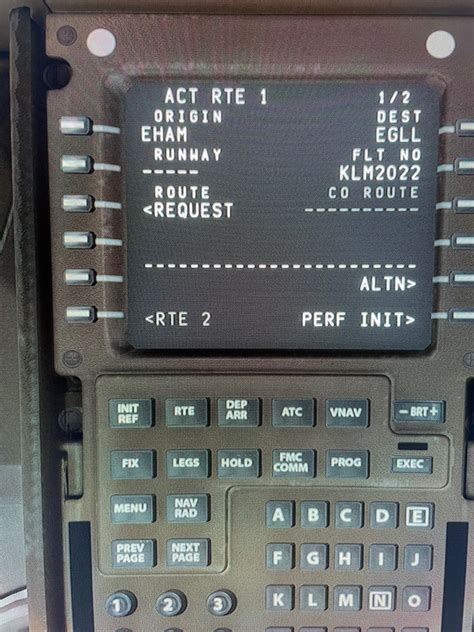 ACT RTE 1 1/2
ORIGIN DEST
EHAM EGLL
RUNWAY FLT NO
----- KLM2022
ROUTE CO ROUTE
<REQUEST ----------
ALTN>
<RTE 2 PERF INIT>
INIT REF RTE DEP ARR ATC VNAV - BRT +
FIX LEGS HOLD FMC COMM PROG EXEC
MENU NAV RAD
A B C D E
PREV PAGE NEXT PAGE
F G H I J
1 2 3 K L M N O